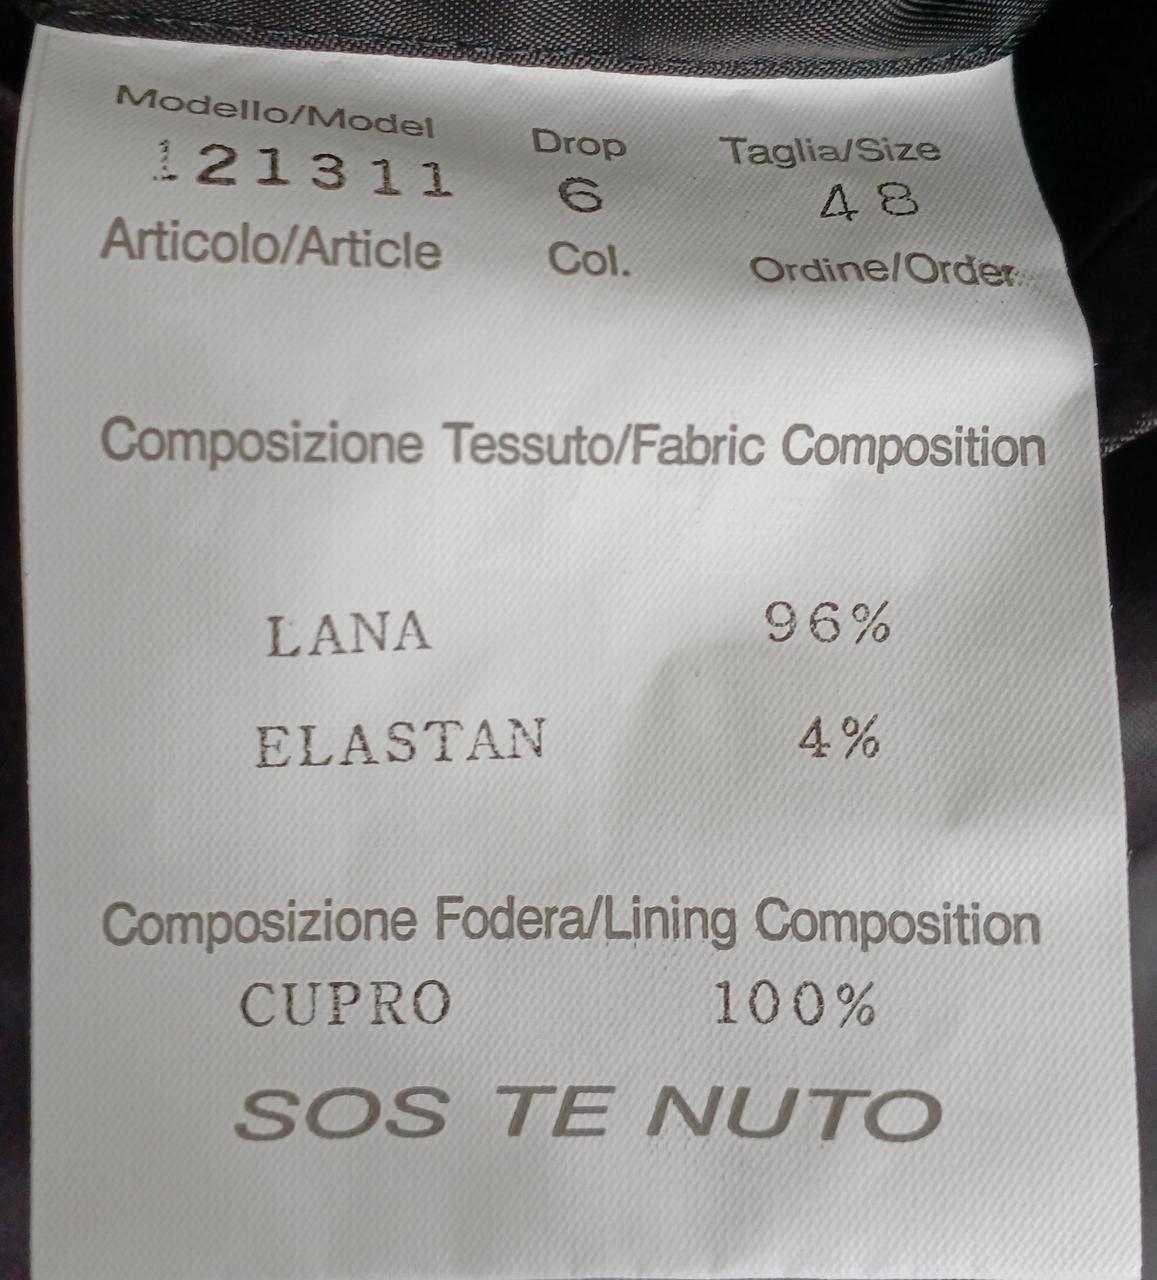 Modello/Model Drop Taglia/Size
121311 6 48
Articolo/Article Col. Ordine/Order
Composizione Tessuto/Fabric Composition
LANA 96%
ELASTAN 4%
Composizione Fodera/Lining Composition
CUPRO 100%
SOS TE NUTO